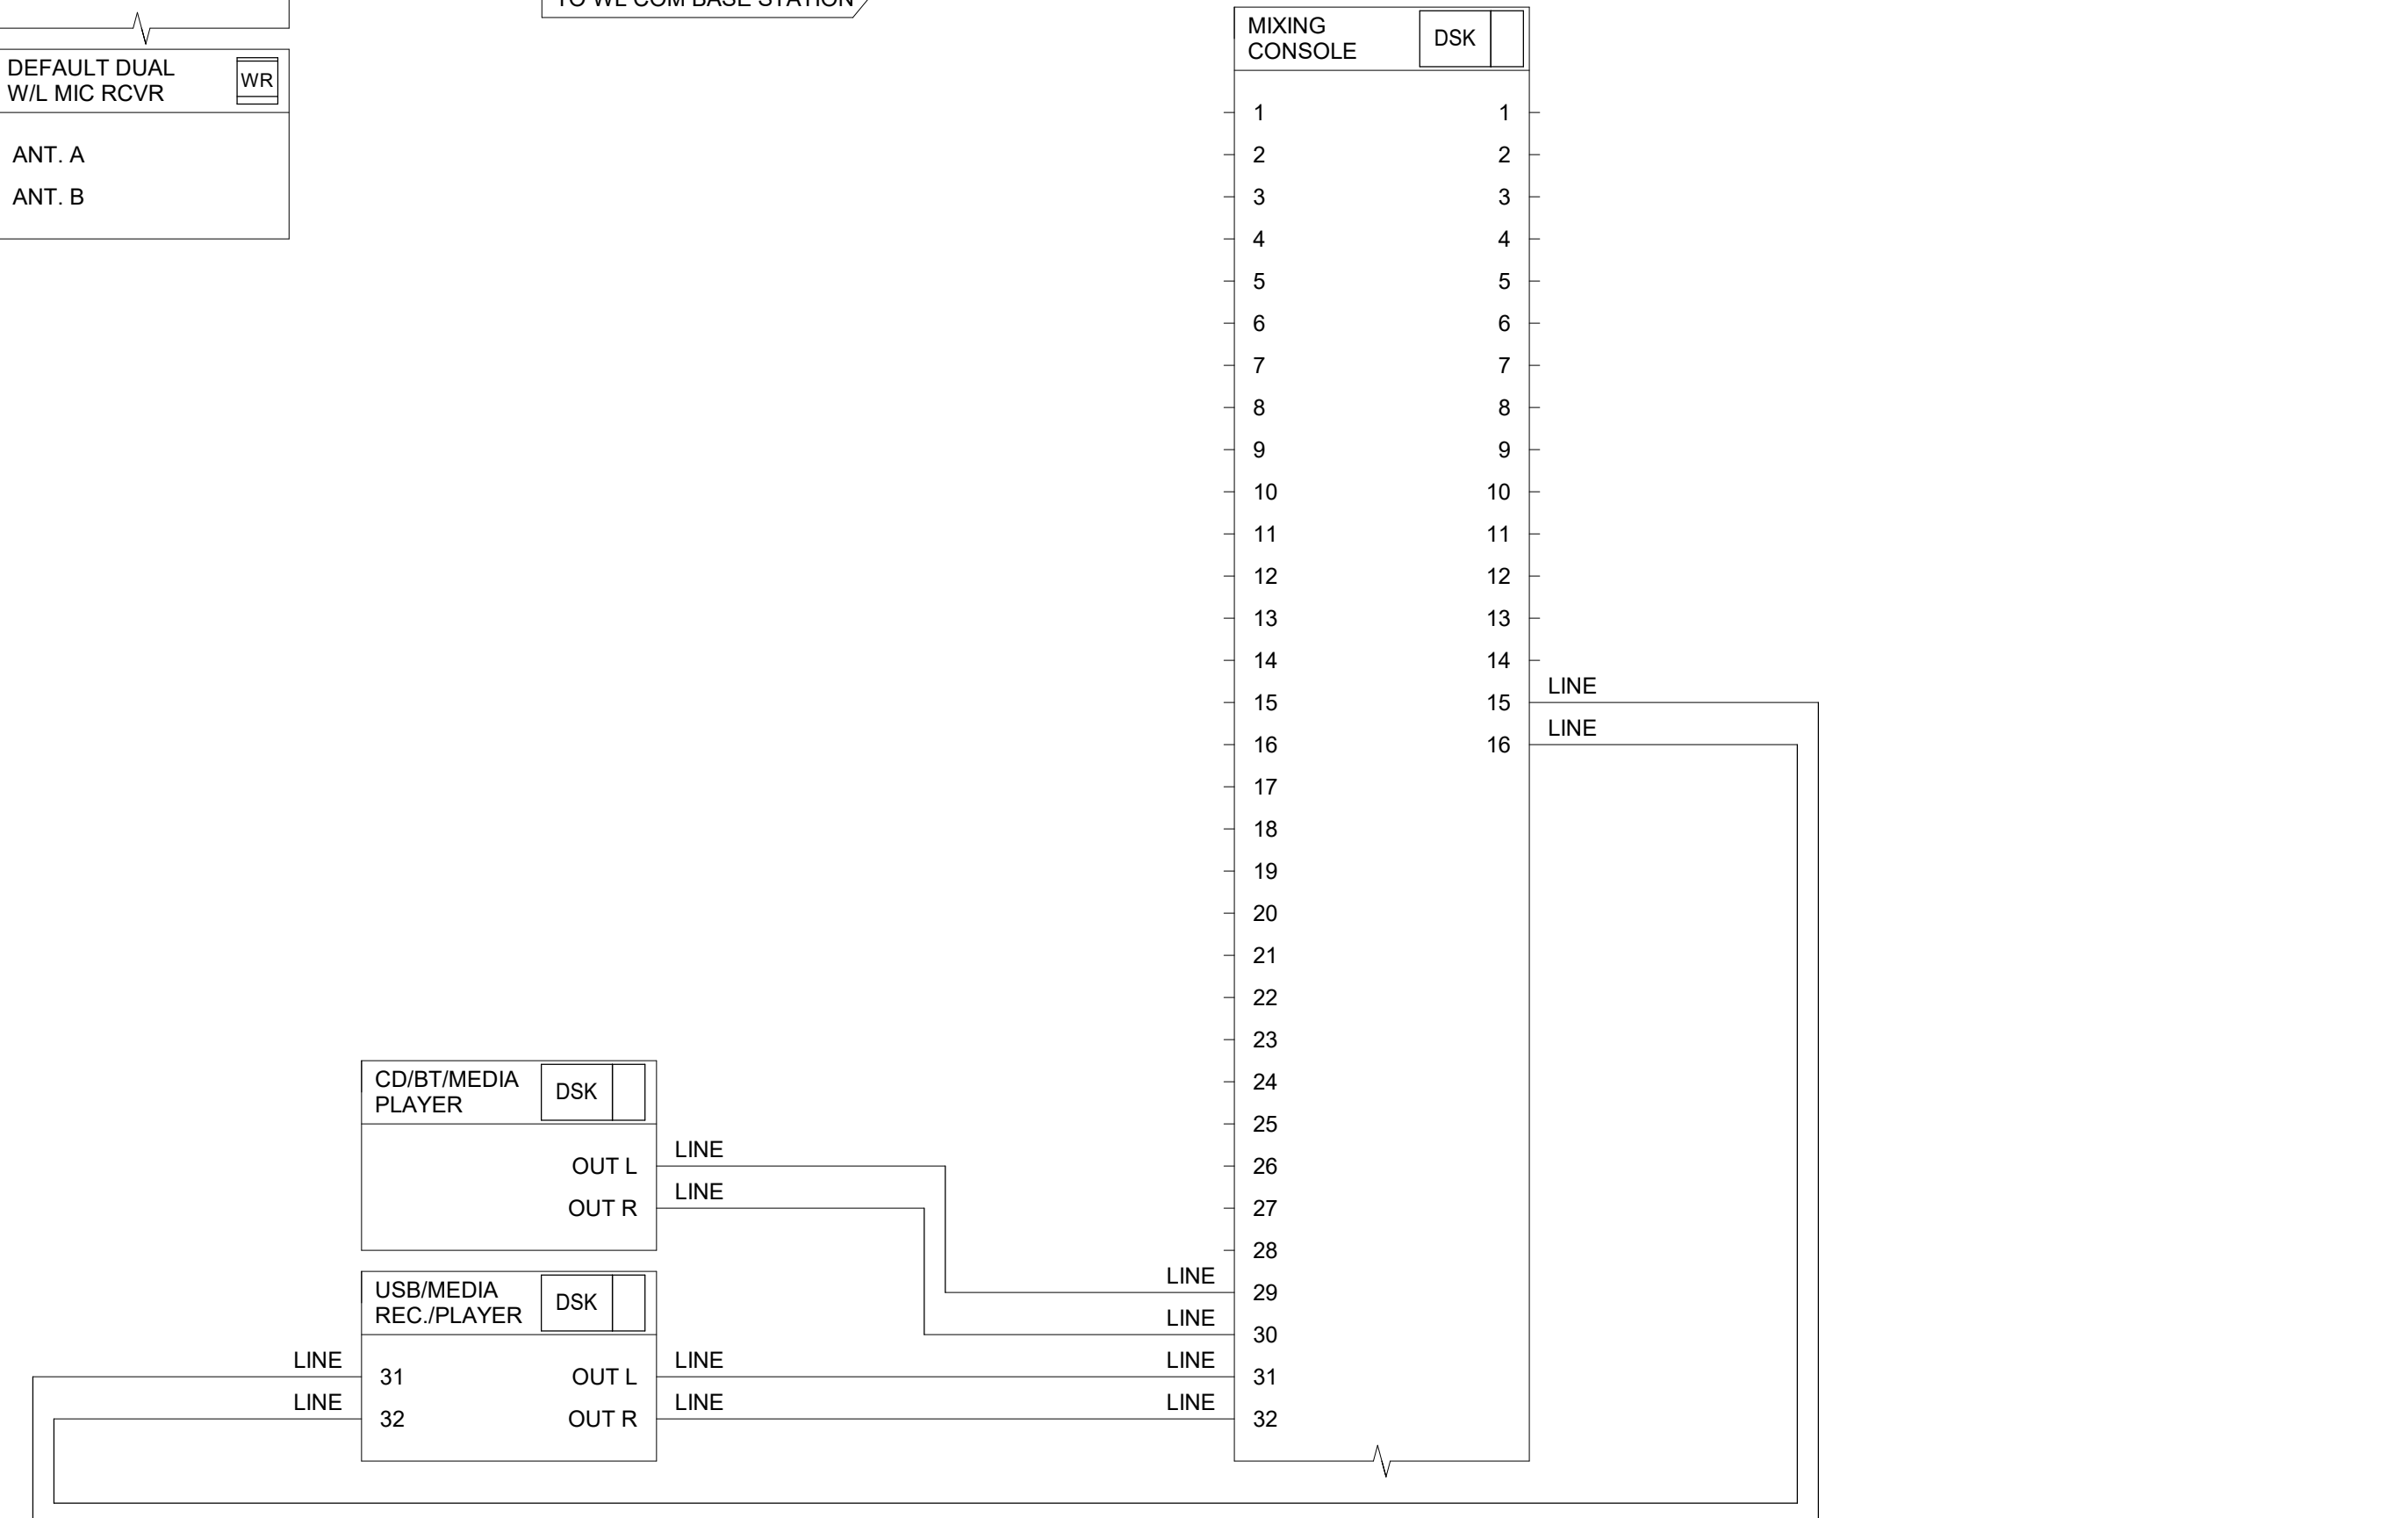 TO WL COM BASE STATION
DEFAULT DUAL
W/L MIC RCVR
WR
ANT. A
ANT. B
MIXING
CONSOLE
DSK
1 1
2 2
3 3
4 4
5 5
6 6
7 7
8 8
9 9
10 10
11 11
12 12
13 13
14 14
LINE
15 15
LINE
16 16
17
18
19
20
21
22
23
24
25
26
27
28
LINE
29
LINE
30
LINE
31
LINE
32
CD/BT/MEDIA
PLAYER
DSK
LINE
OUT L
LINE
OUT R
USB/MEDIA
REC./PLAYER
DSK
LINE LINE
31 OUT L
LINE LINE
32 OUT R